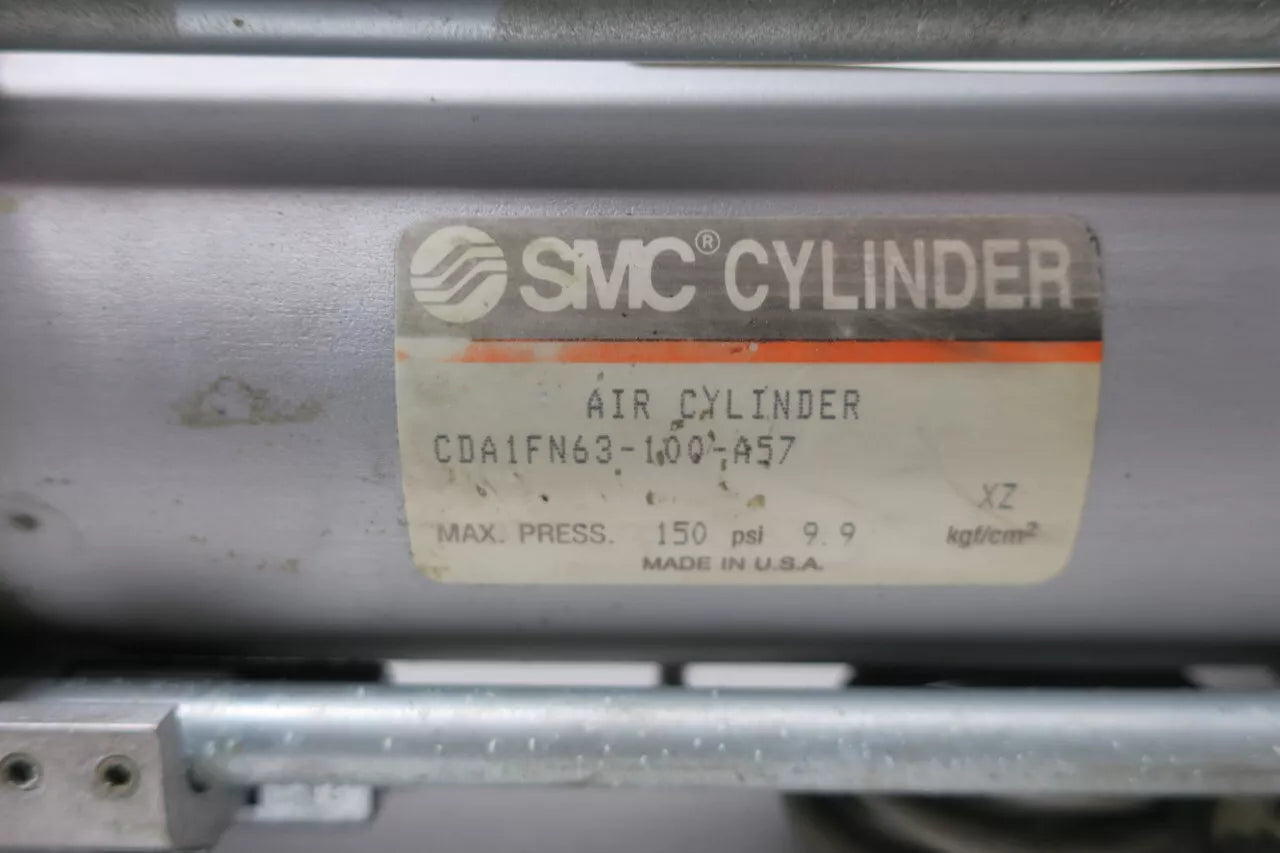 SMC® CYLINDER
AIR CYLINDER
CDA1FN63-100-A57
XZ
MAX. PRESS. 150 psi 9.9 kgf/cm²
MADE IN U.S.A.